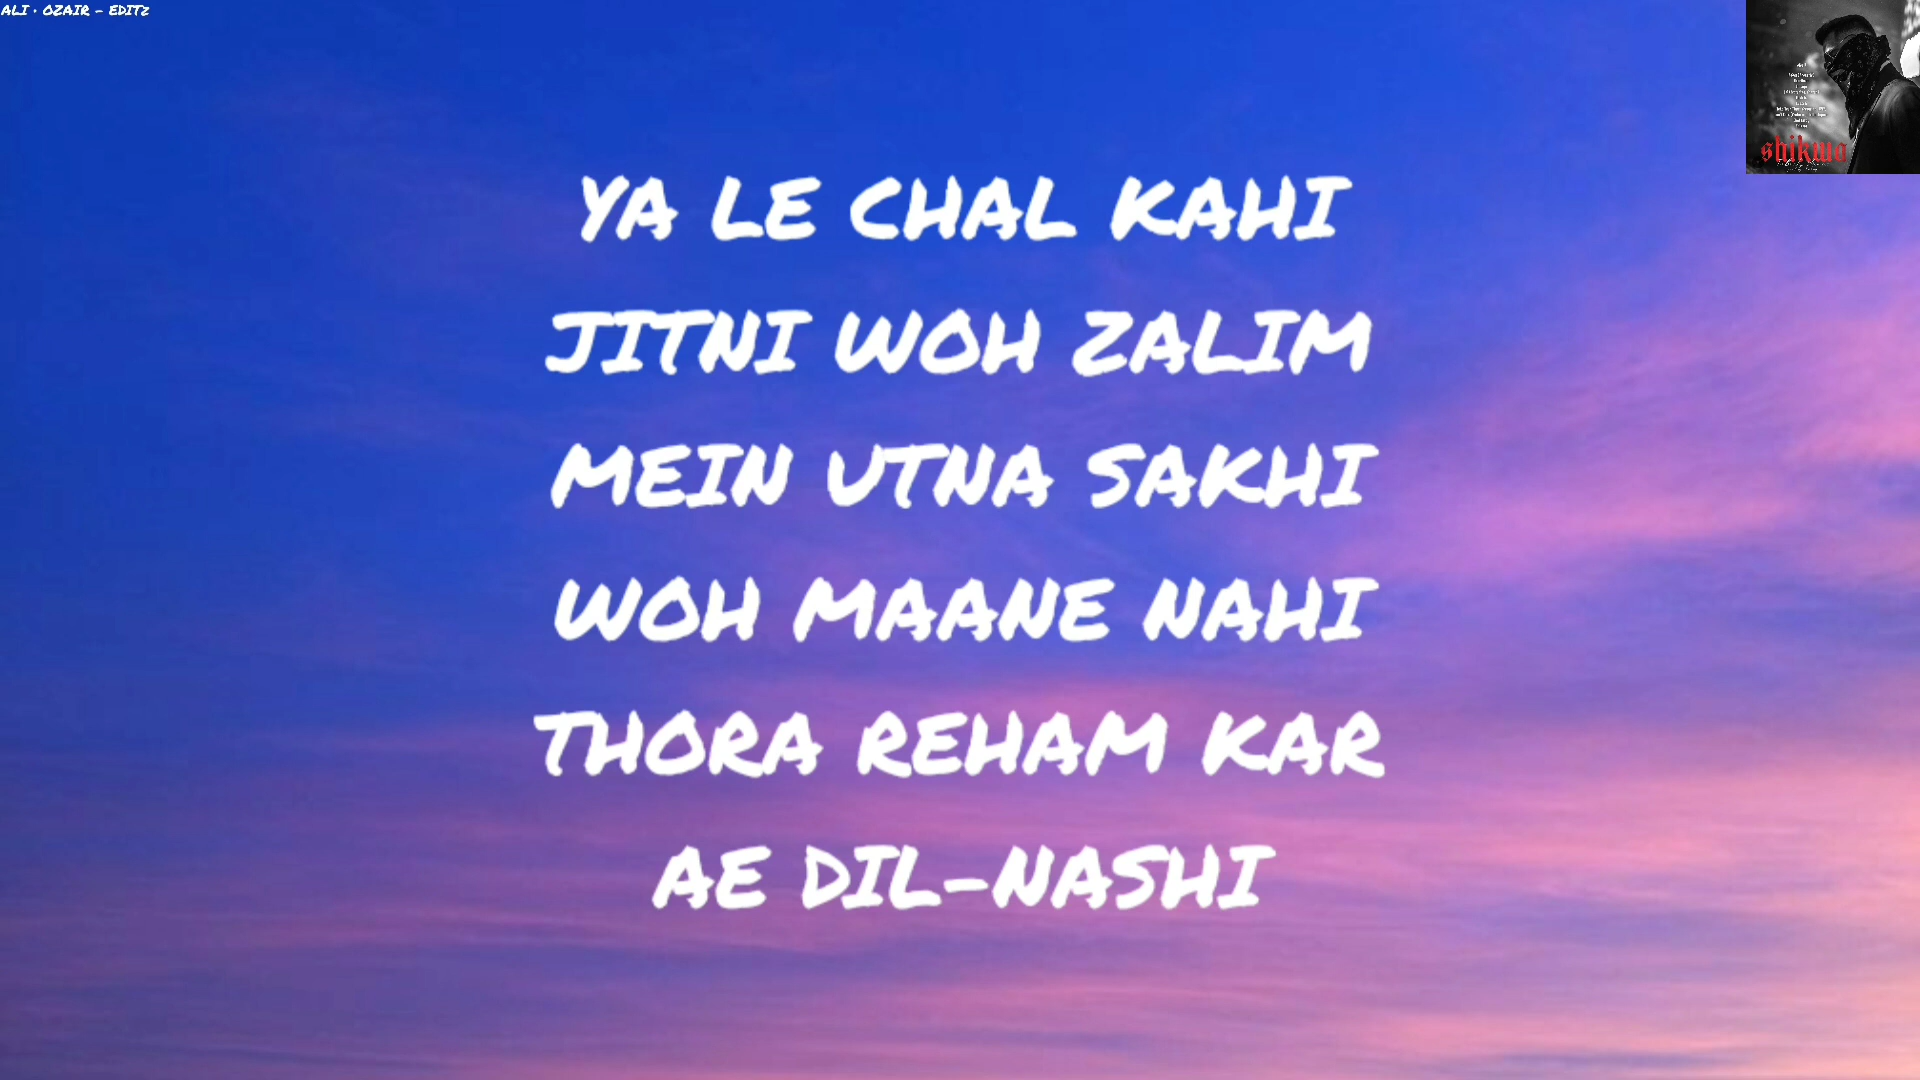 ALI · OZAIR - EDITZ
shikwa
YA LE CHAL KAHI
JITNI WOH ZALIM
MEIN UTNA SAKHI
WOH MAANE NAHI
THORA REHAM KAR
AE DIL-NASHI